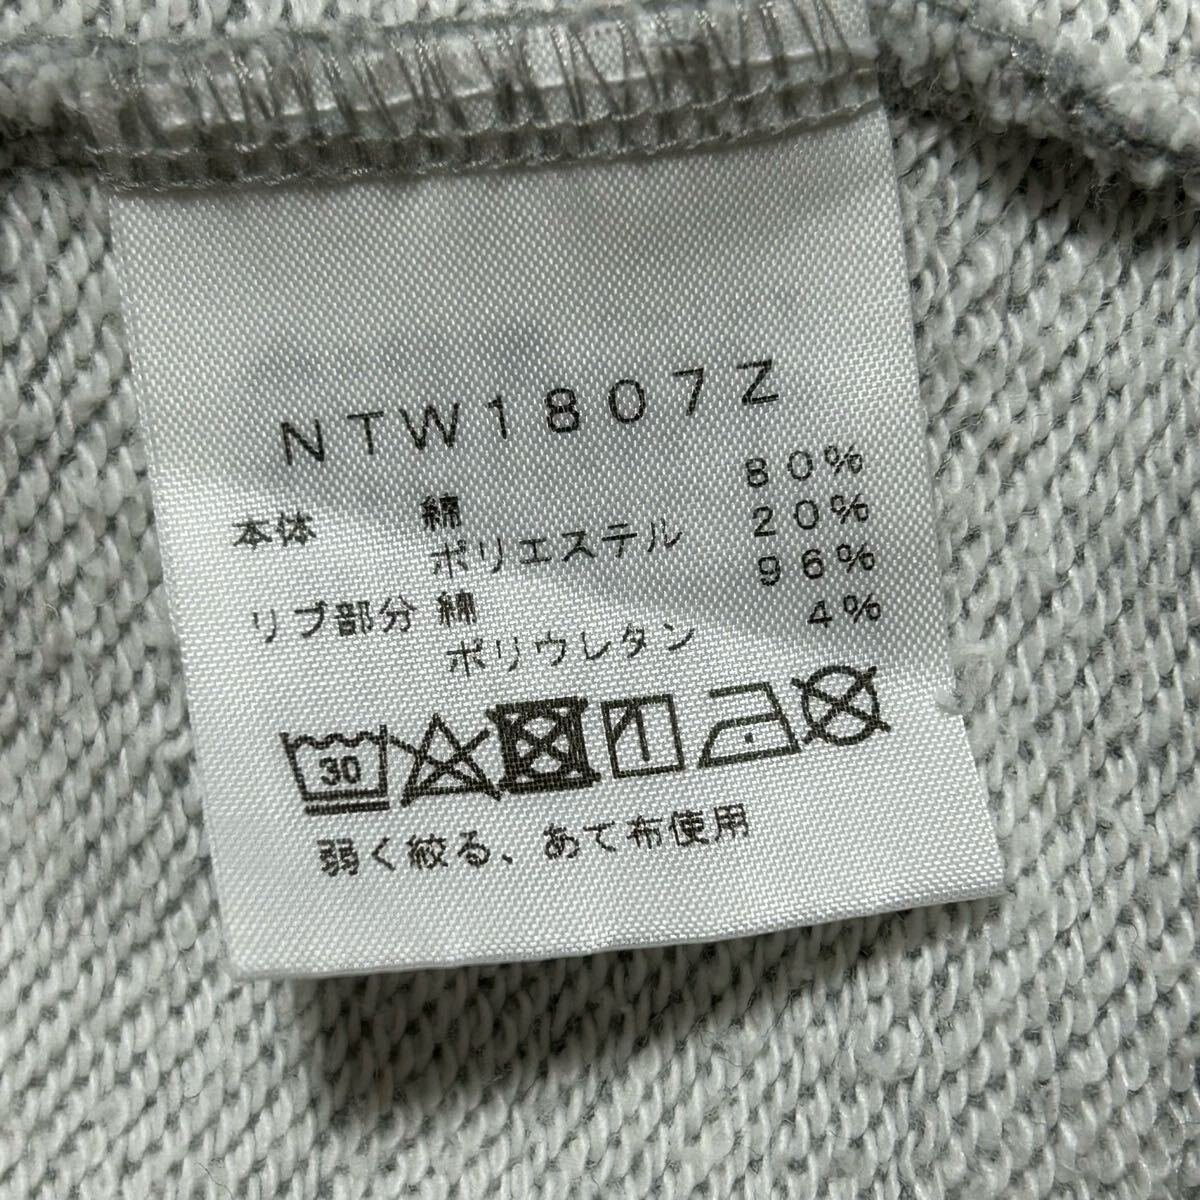 NTW1807Z
本体 綿 80%
ポリエステル 20%
リブ部分 綿 96%
ポリウレタン 4%
30
弱く絞る、あて布使用